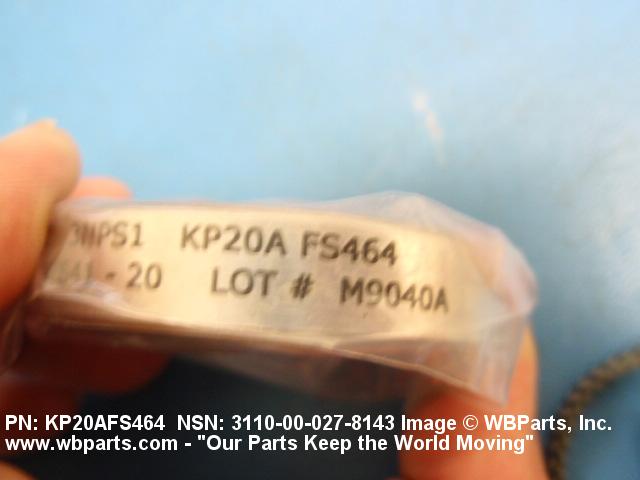 KP20A FS464
- 20 LOT # M9040A
PN: KP20AFS464 NSN: 3110-00-027-8143 Image © WBParts, Inc.
www.wbparts.com - "Our Parts Keep the World Moving"